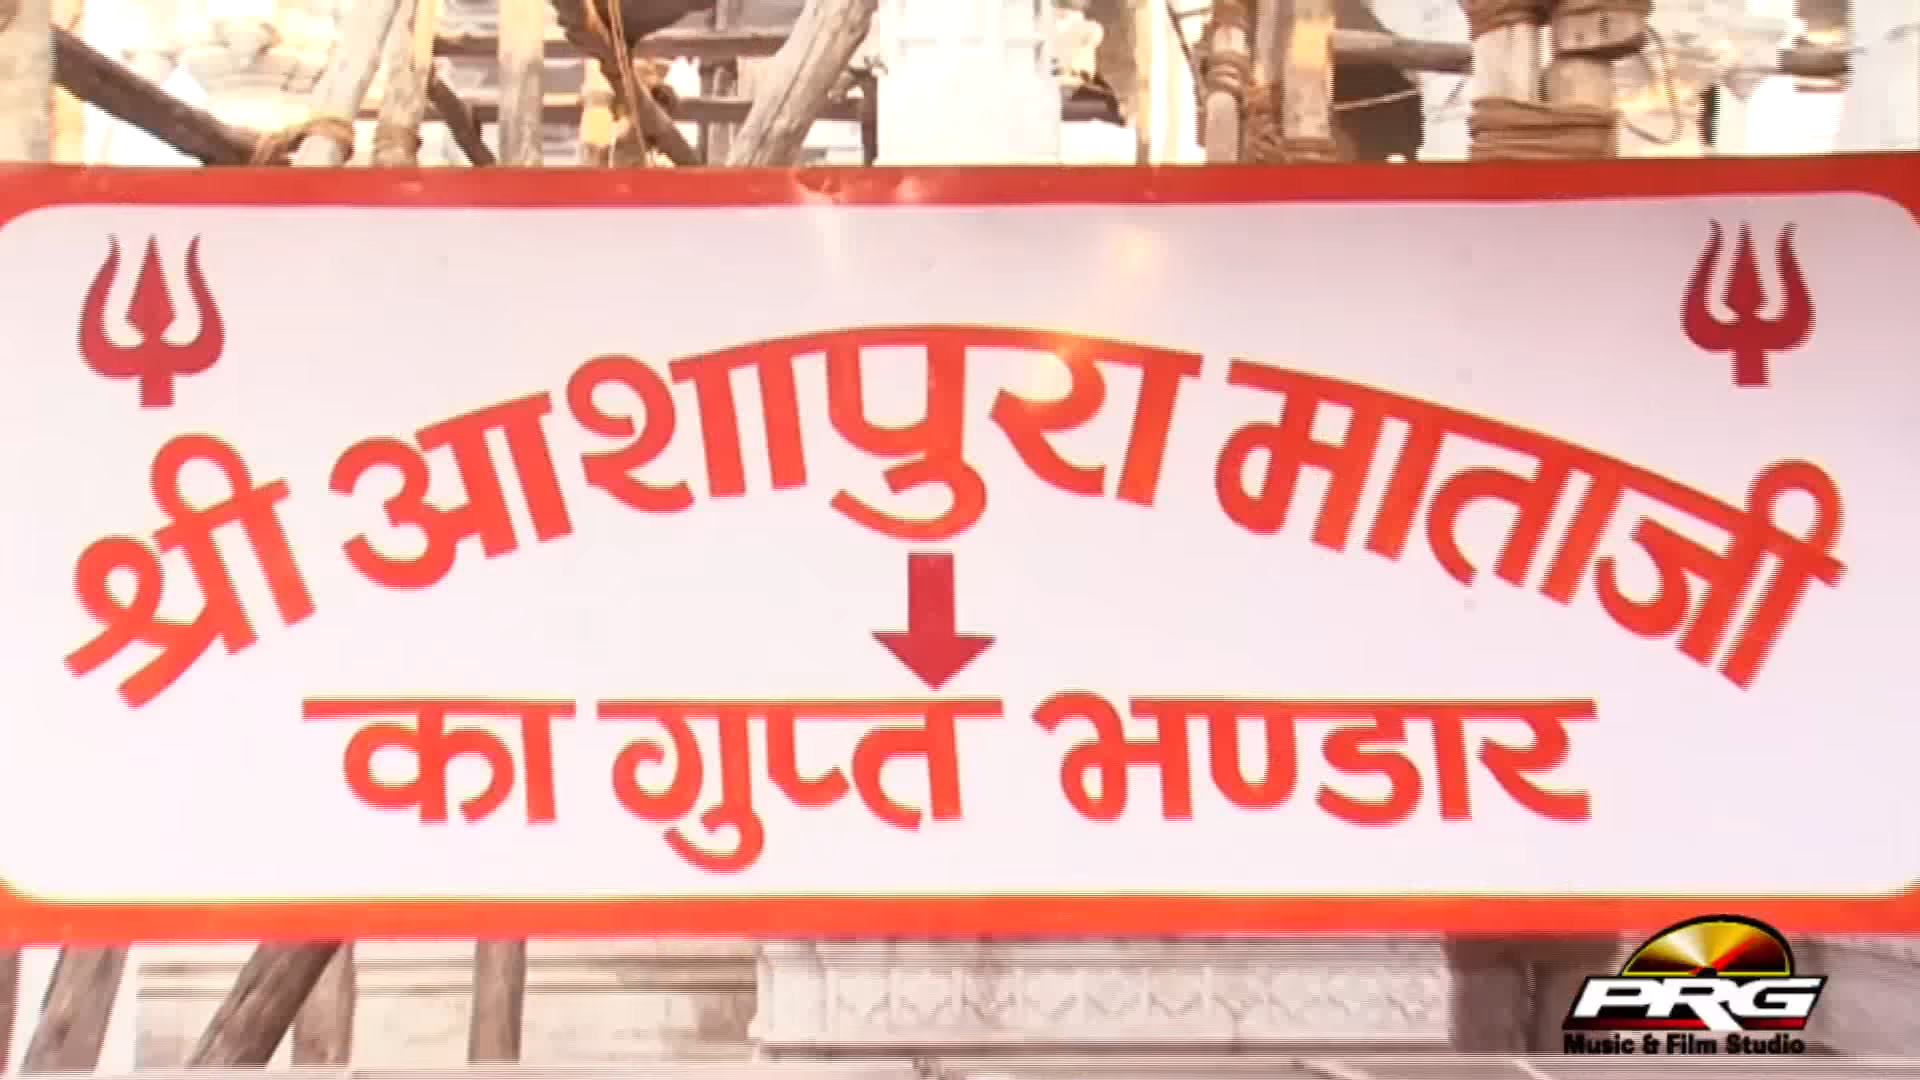 श्री आशापुरा माताजी
का गुप्त भण्डार
PRG
Music & Film Studio